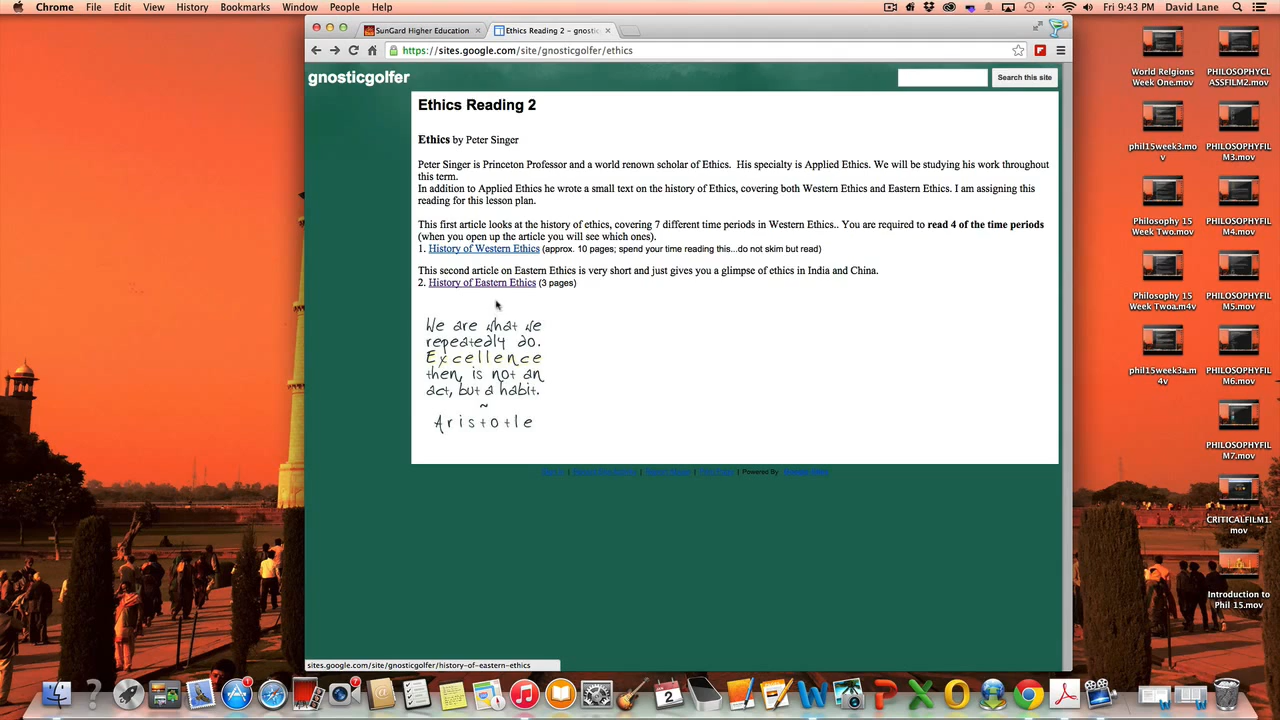 Chrome File Edit View History Bookmarks Window People Help
Fri 9:43 PM David Lane
SunGard Higher Education
Ethics Reading 2 - gnostic
https://sites.google.com/site/gnosticgolfer/ethics
gnosticgolfer
Search this site
Ethics Reading 2
Ethics by Peter Singer
Peter Singer is Princeton Professor and a world renown scholar of Ethics. His specialty is Applied Ethics. We will be studying his work throughout
this term.
In addition to Applied Ethics he wrote a small text on the history of Ethics, covering both Western Ethics and Eastern Ethics. I am assigning this
reading for this lesson plan.
This first article looks at the history of ethics, covering 7 different time periods in Western Ethics.. You are required to read 4 of the time periods
(when you open up the article you will see which ones).
1. History of Western Ethics (approx. 10 pages; spend your time reading this...do not skim but read)
This second article on Eastern Ethics is very short and just gives you a glimpse of ethics in India and China.
2. History of Eastern Ethics (3 pages)
We are what we
repeatedly do.
Excellence
then, is not an
act, but a habit.
~
Aristotle
Powered By
sites.google.com/site/gnosticgolfer/history-of-eastern-ethics
World Relgions
Week One.mov
PHILOSOPHYCL
ASSFILM2.mov
phil15week3.mo
v
PHILOSOPHYFIL
M3.mov
Philosophy 15
Week Two.mov
PHILOSOPHYFIL
M4.mov
Philosophy 15
Week Twoa.m4v
PHILOSOPHYFIL
M5.mov
phil15week3a.m
4v
PHILOSOPHYFIL
M6.mov
PHILOSOPHYFIL
M7.mov
CRITICALFILM1.
mov
Introduction to
Phil 15.mov